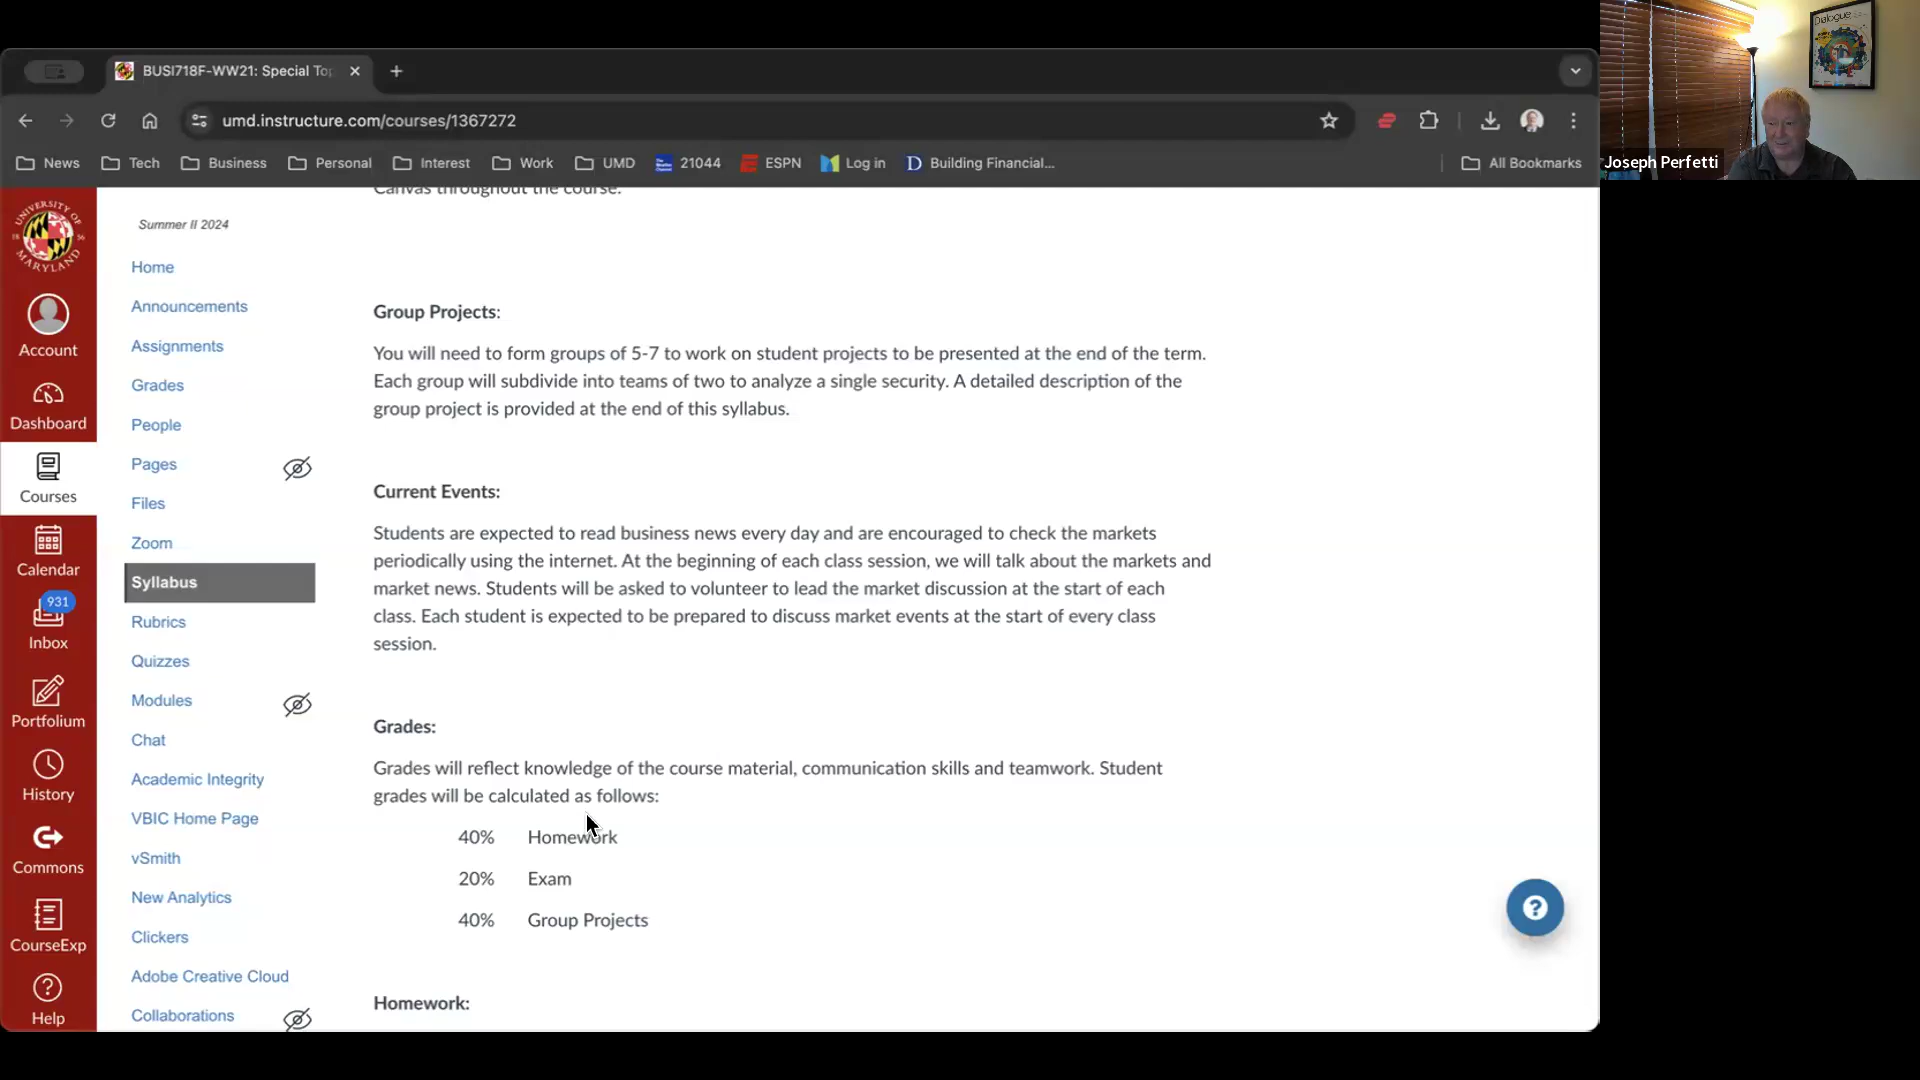 BUSI718F-WW21: Special Top
umd.instructure.com/courses/1367272
News Tech Business Personal Interest Work UMD 21044 ESPN Log in Building Financial... All Bookmarks
Dialogue
Joseph Perfetti
UNIVERSITY OF MARYLAND
18 56
Account
Dashboard
Courses
Calendar
931
Inbox
Portfolium
History
Commons
CourseExp
Help
Summer II 2024
Home
Announcements
Assignments
Grades
People
Pages
Files
Zoom
Syllabus
Rubrics
Quizzes
Modules
Chat
Academic Integrity
VBIC Home Page
vSmith
New Analytics
Clickers
Adobe Creative Cloud
Collaborations
Canvas throughout the course.
Group Projects:
You will need to form groups of 5-7 to work on student projects to be presented at the end of the term.
Each group will subdivide into teams of two to analyze a single security. A detailed description of the
group project is provided at the end of this syllabus.
Current Events:
Students are expected to read business news every day and are encouraged to check the markets
periodically using the internet. At the beginning of each class session, we will talk about the markets and
market news. Students will be asked to volunteer to lead the market discussion at the start of each
class. Each student is expected to be prepared to discuss market events at the start of every class
session.
Grades:
Grades will reflect knowledge of the course material, communication skills and teamwork. Student
grades will be calculated as follows:
40% Homework
20% Exam
40% Group Projects
Homework: